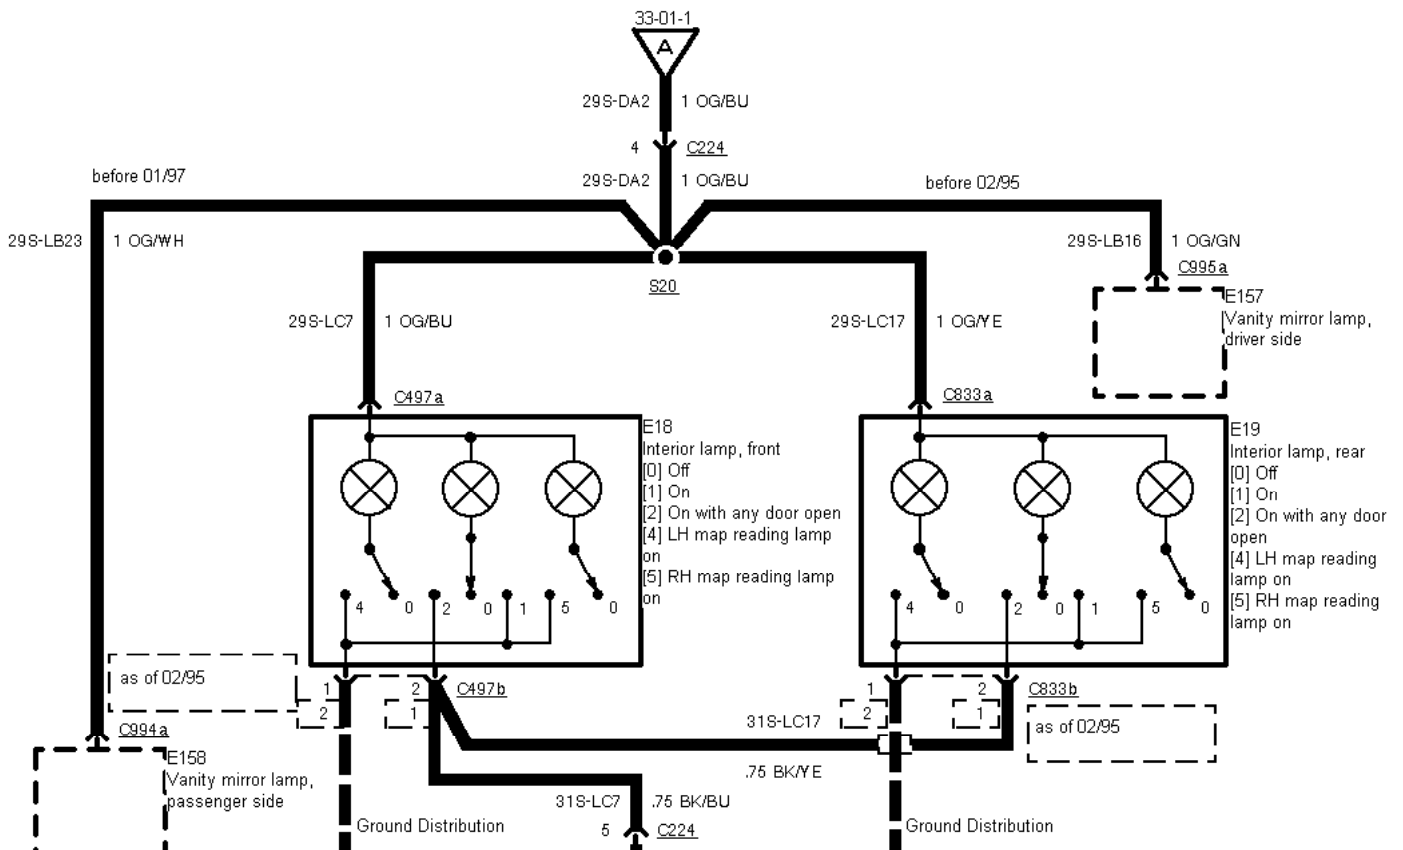 33-01-1
A
29S-DA2 1 OG/BU
4 C224
before 01/97
29S-DA2 1 OG/BU
before 02/95
29S-LB23 1 OG/WH
29S-LB16 1 OG/GN
C995a
S20
E157
Vanity mirror lamp,
driver side
29S-LC7 1 OG/BU
29S-LC17 1 OG/YE
C497a
C833a
E18
Interior lamp, front
[0] Off
[1] On
[2] On with any door open
[4] LH map reading lamp
on
[5] RH map reading lamp
on
E19
Interior lamp, rear
[0] Off
[1] On
[2] On with any door
open
[4] LH map reading
lamp on
[5] RH map reading
lamp on
4 0 2 0 1 5 0
4 0 2 0 1 5 0
as of 02/95
1 2 C497b
2 1
1 2 C833b
2 1
31S-LC17
as of 02/95
C994a
E158
Vanity mirror lamp,
passenger side
.75 BK/YE
31S-LC7 .75 BK/BU
5 C224
Ground Distribution
Ground Distribution